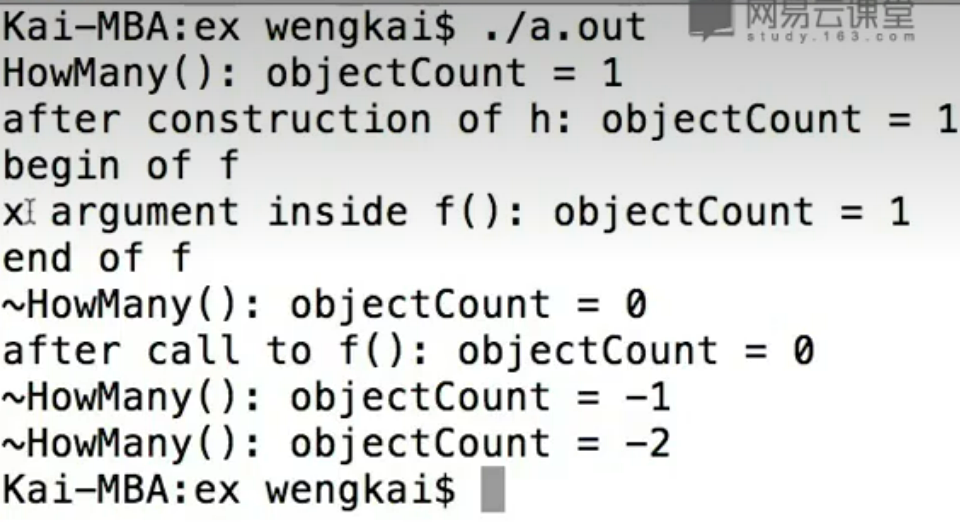 Kai-MBA:ex wengkai$ ./a.out
网易云课堂
study.163.com
HowMany(): objectCount = 1
after construction of h: objectCount = 1
begin of f
x argument inside f(): objectCount = 1
end of f
~HowMany(): objectCount = 0
after call to f(): objectCount = 0
~HowMany(): objectCount = -1
~HowMany(): objectCount = -2
Kai-MBA:ex wengkai$